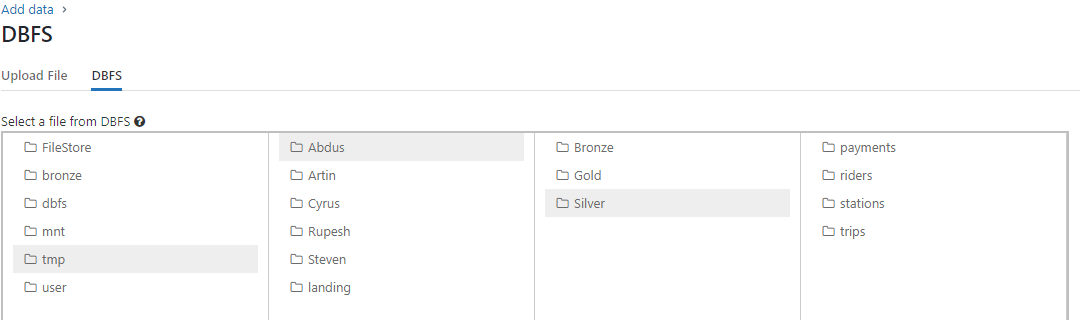 Add data ›
DBFS
Upload File DBFS
Select a file from DBFS ?
FileStore
bronze
dbfs
mnt
tmp
user
Abdus
Artin
Cyrus
Rupesh
Steven
landing
Bronze
Gold
Silver
payments
riders
stations
trips